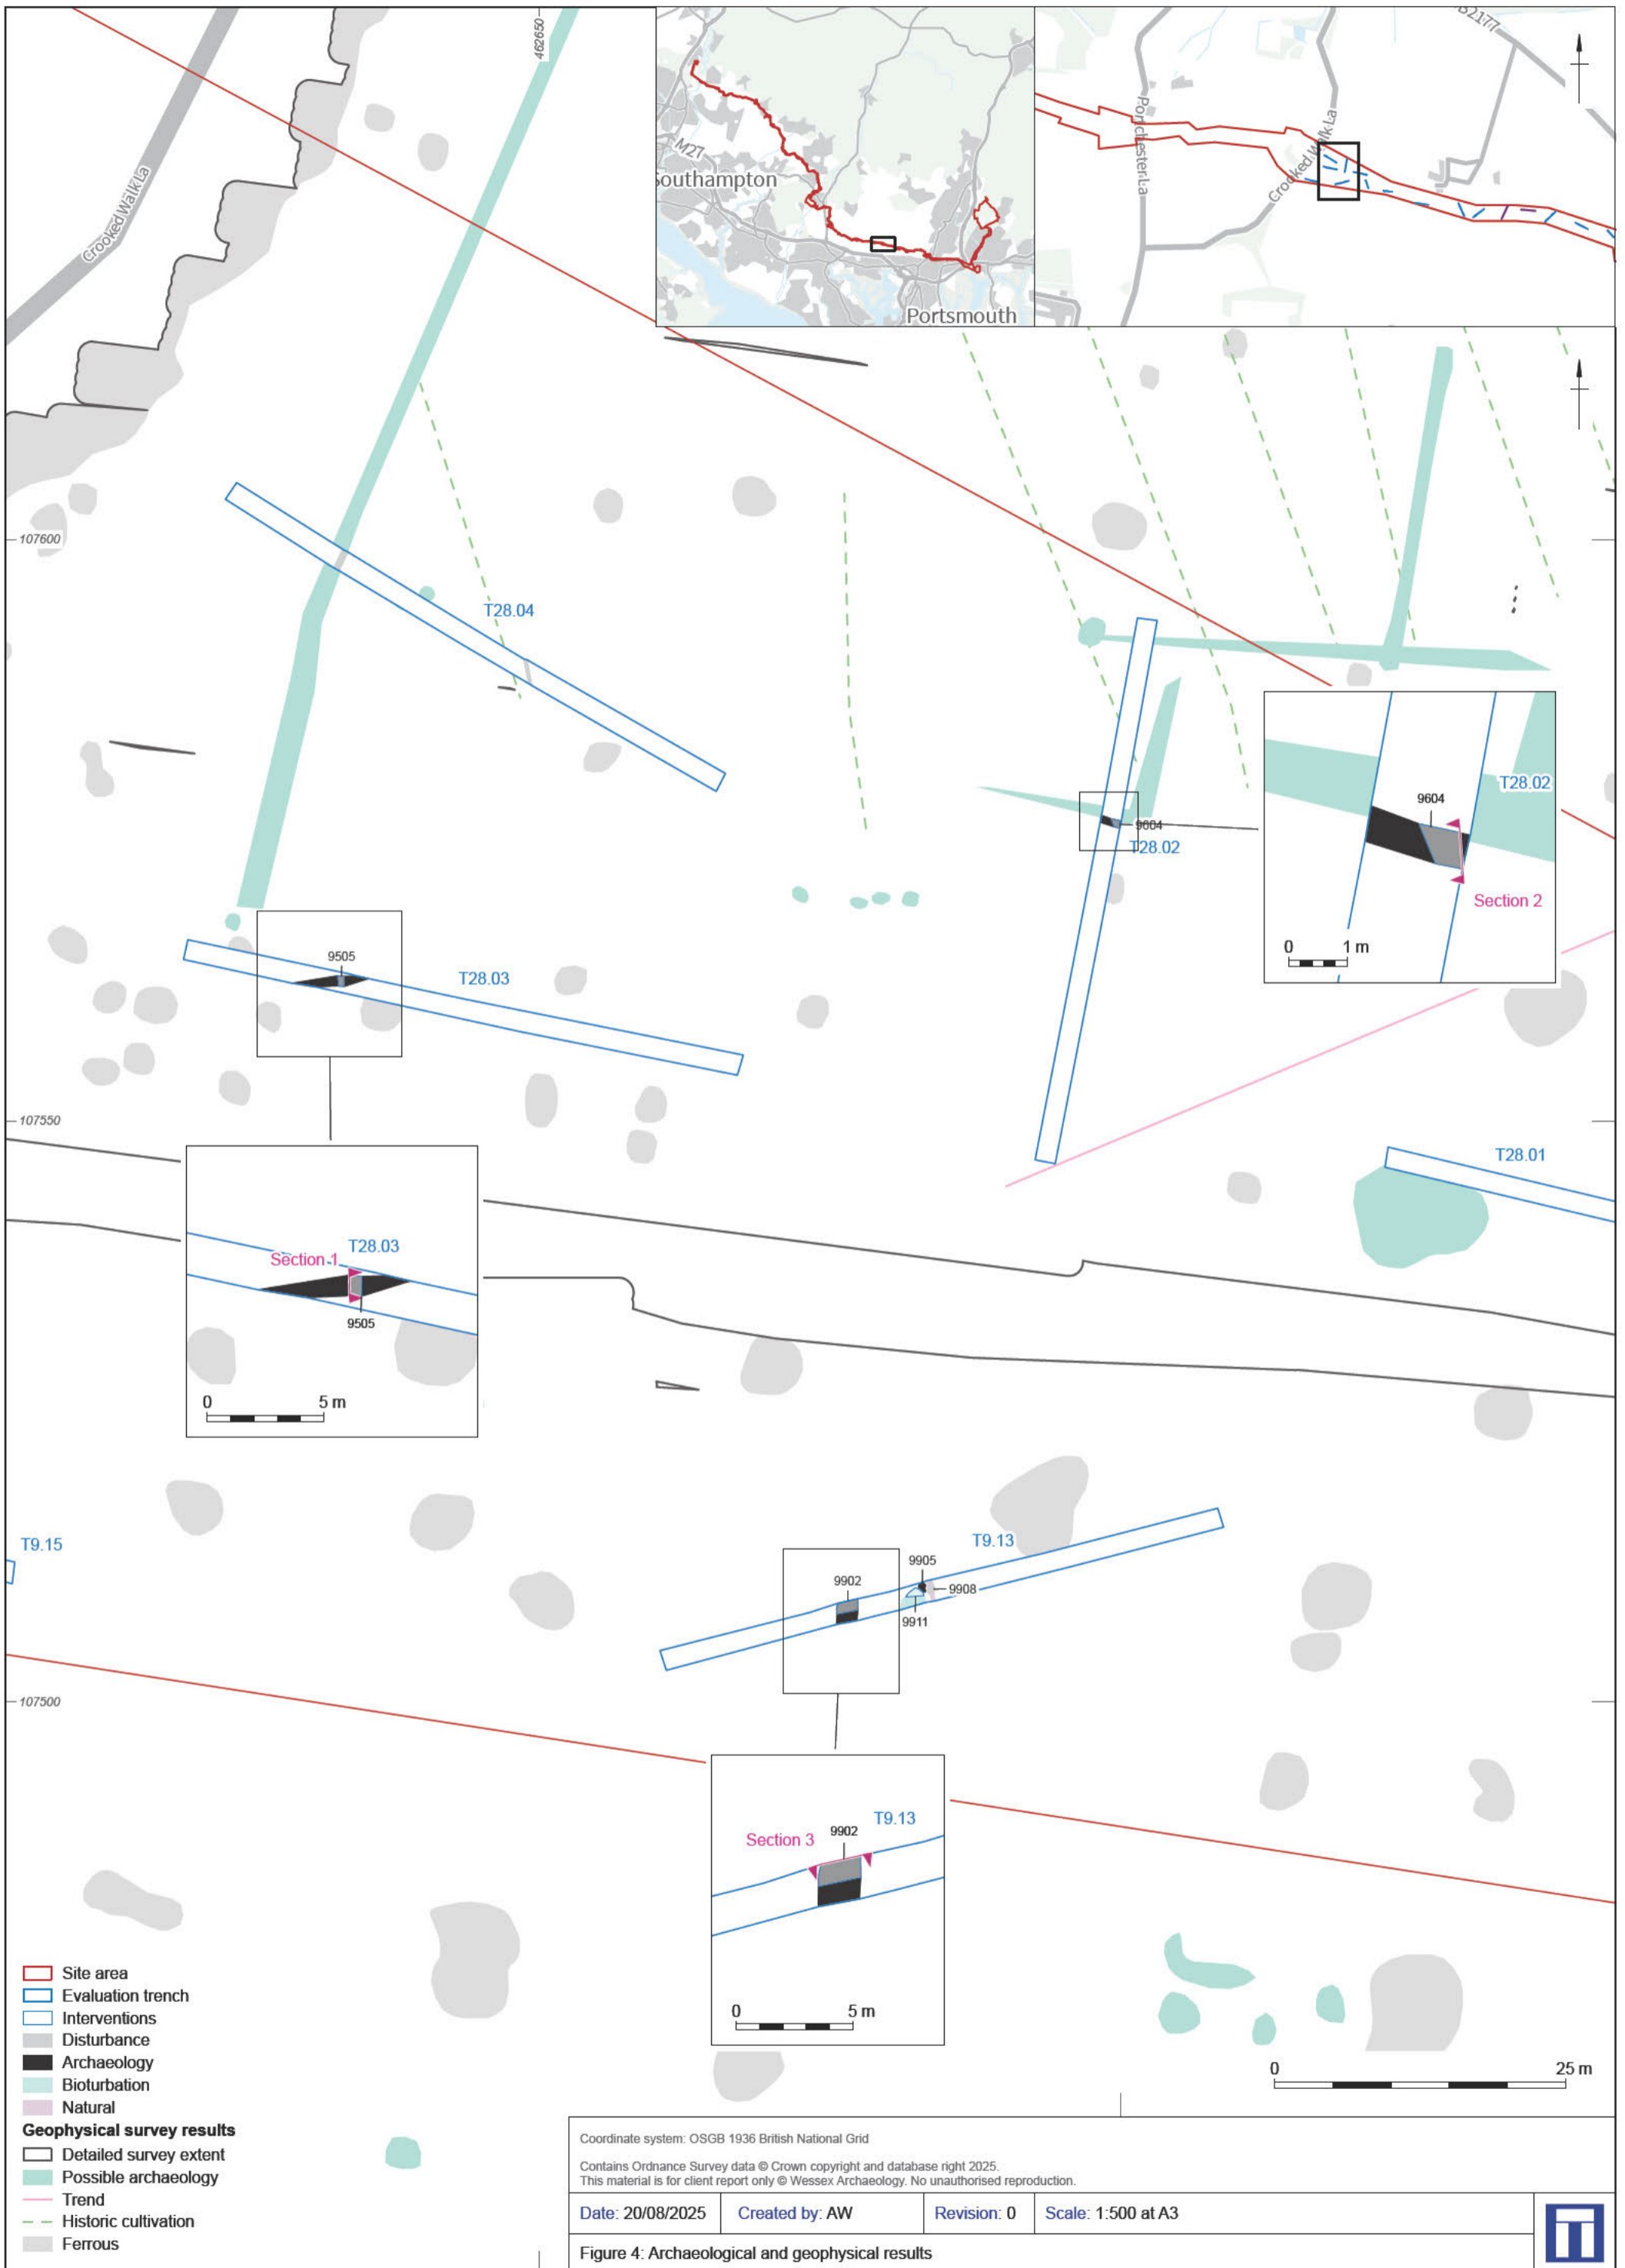 462650
Crooked Walk La
M27
Southampton
Portsmouth
B2177
Portchester La
Crooked Walk La
107600
T28.04
9604
T28.02
9604
T28.02
Section 2
0 1 m
9505
T28.03
107550
T28.01
Section 1
T28.03
9505
0 5 m
T9.15
T9.13
9905
9902
9908
9911
107500
Section 3
9902
T9.13
0 5 m
0 25 m
Site area
Evaluation trench
Interventions
Disturbance
Archaeology
Bioturbation
Natural
Geophysical survey results
Detailed survey extent
Possible archaeology
Trend
Historic cultivation
Ferrous
Coordinate system: OSGB 1936 British National Grid
Contains Ordnance Survey data © Crown copyright and database right 2025.
This material is for client report only © Wessex Archaeology. No unauthorised reproduction.
Date: 20/08/2025 Created by: AW Revision: 0 Scale: 1:500 at A3
Figure 4: Archaeological and geophysical results